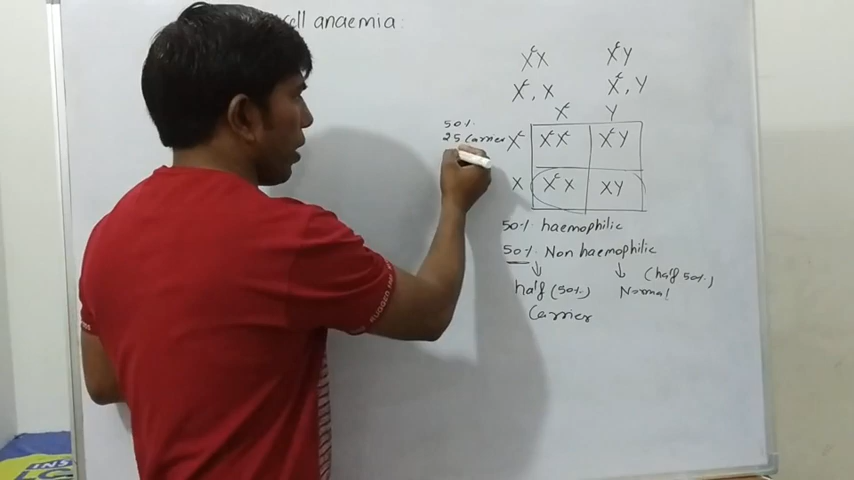 cell anaemia:
XᶜX XᶜY
Xᶜ, X Xᶜ, Y
Xᶜ Y
50%
25 Carrier Xᶜ XᶜXᶜ XᶜY
X XᶜX XY
50% haemophilic
50% Non haemophilic
half (50%) Normal (half 50%)
Carrier
INS